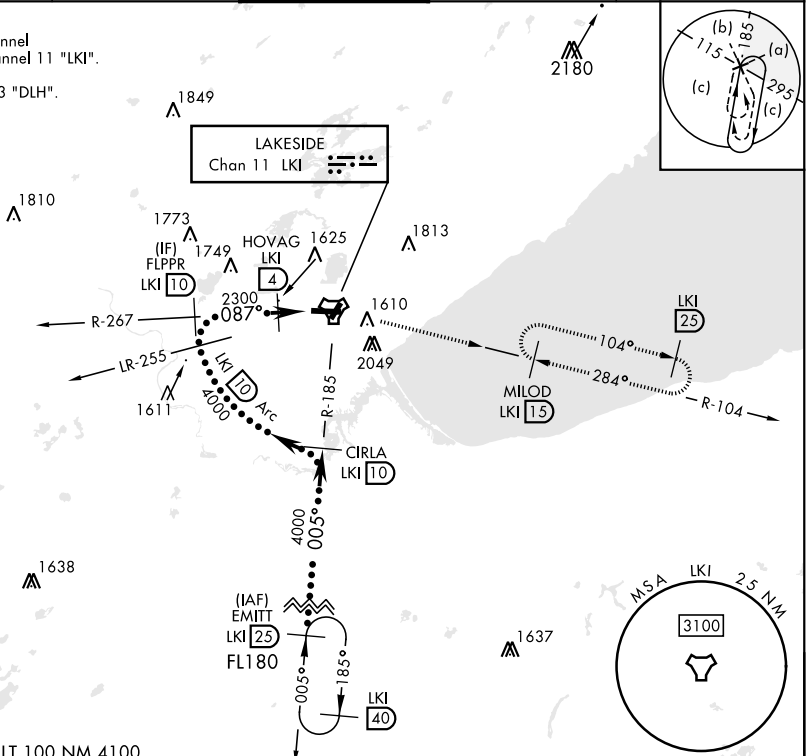 nnel
nnel 11 "LKI".
3 "DLH".
(b)
185
(a)
115
295
(c)
(c)
2180
1849
LAKESIDE
Chan 11 LKI
1810
1773
1749
HOVAG
LKI
4
1625
1813
(IF)
FLPPR
LKI 10
2300
087°
1610
2049
R-267
LR-255
1611
LKI 10 Arc
4000
R-185
LKI
25
104°
284°
MILOD
LKI 15
R-104
CIRLA
LKI 10
4000
005°
1638
(IAF)
EMITT
LKI 25
FL180
005°
185°
LKI
40
1637
MSA LKI 25 NM
3100
LT 100 NM 4100